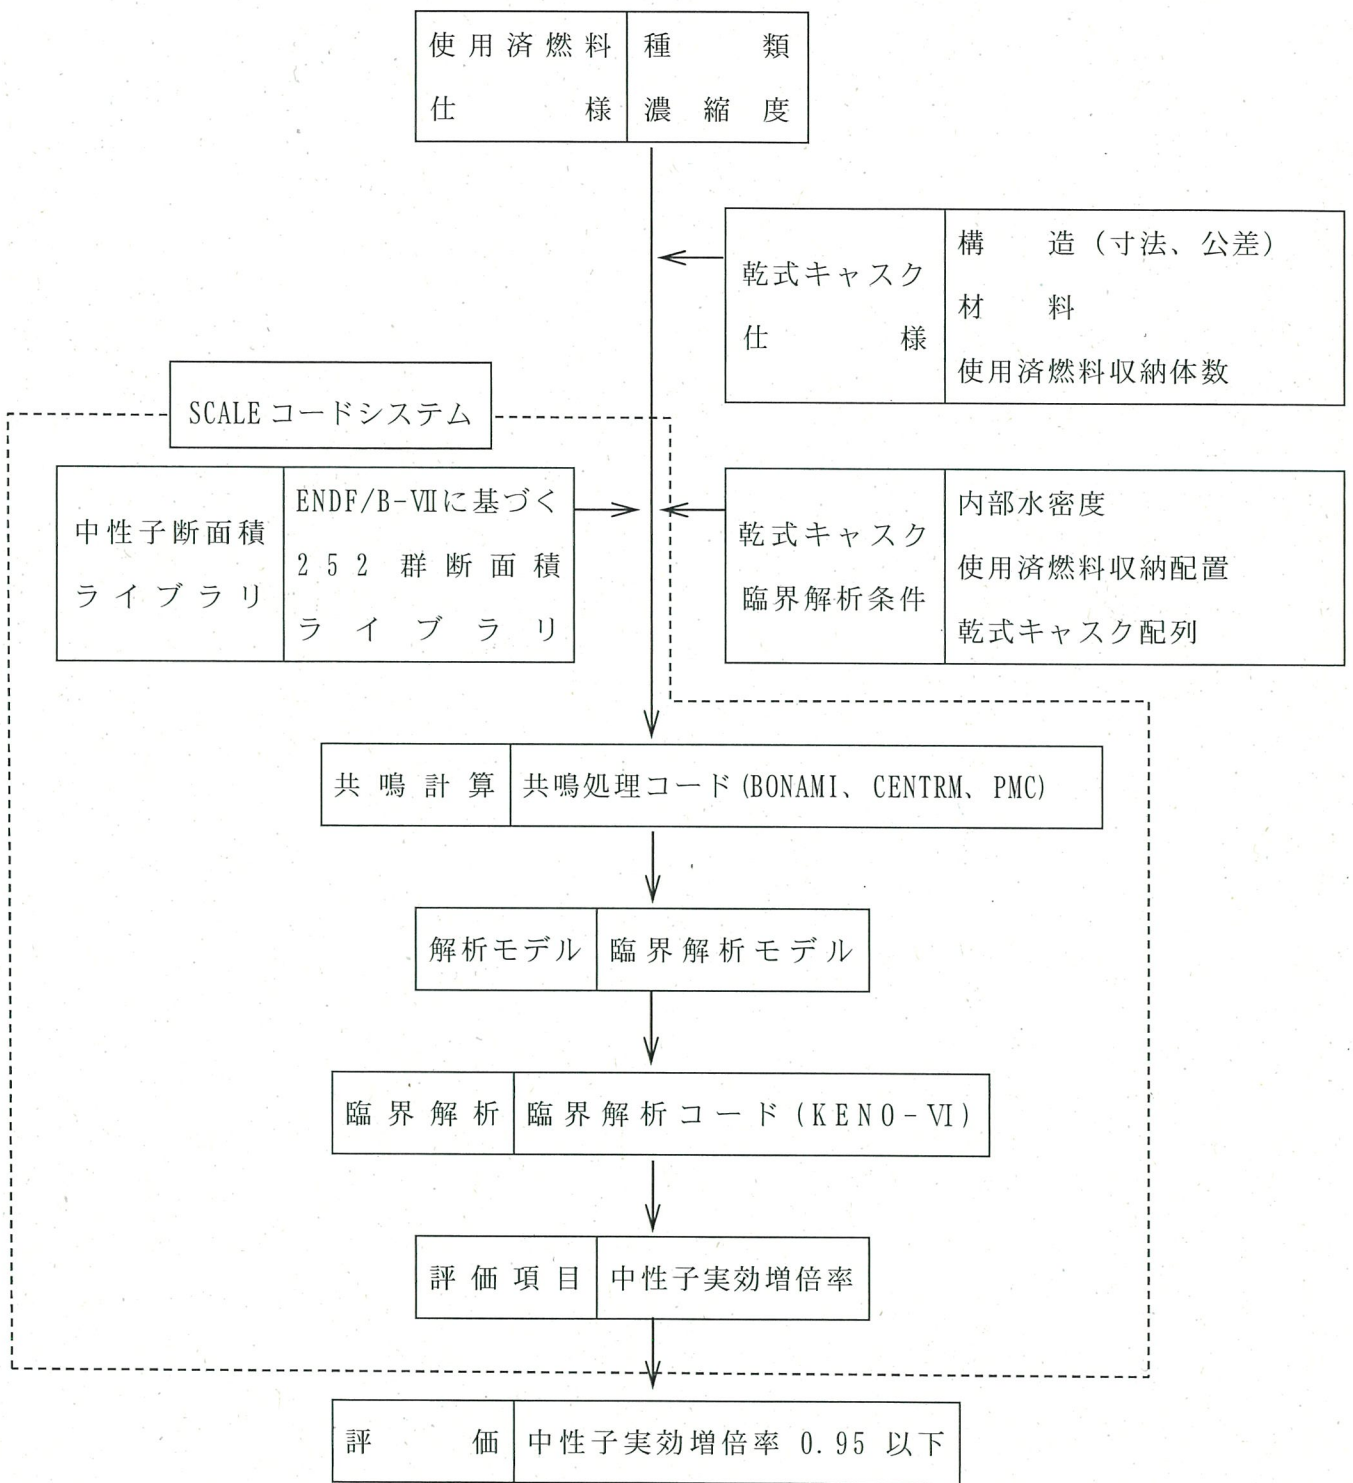 使用済燃料 種類
仕様 濃縮度
乾式キャスク
仕様
構造（寸法、公差）
材料
使用済燃料収納体数
SCALE コードシステム
中性子断面積
ライブラリ
ENDF/B-Ⅶに基づく
252 群断面積
ライブラリ
乾式キャスク
臨界解析条件
内部水密度
使用済燃料収納配置
乾式キャスク配列
共鳴計算 共鳴処理コード(BONAMI、CENTRM、PMC)
解析モデル 臨界解析モデル
臨界解析 臨界解析コード(KENO-Ⅵ)
評価項目 中性子実効増倍率
評価 中性子実効増倍率 0.95 以下